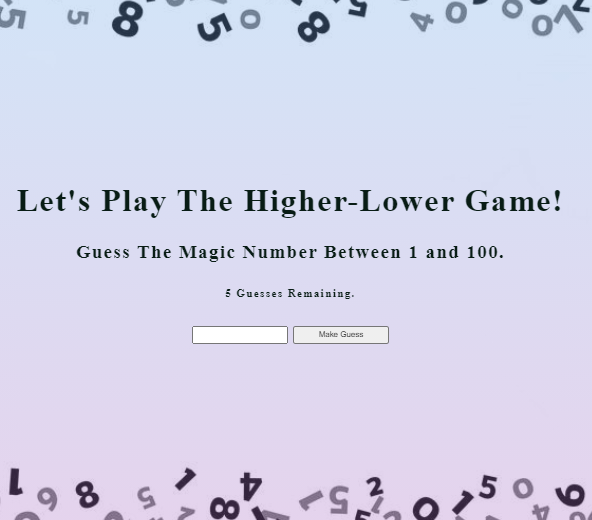 Let's Play The Higher-Lower Game!
Guess The Magic Number Between 1 and 100.
5 Guesses Remaining.
Make Guess